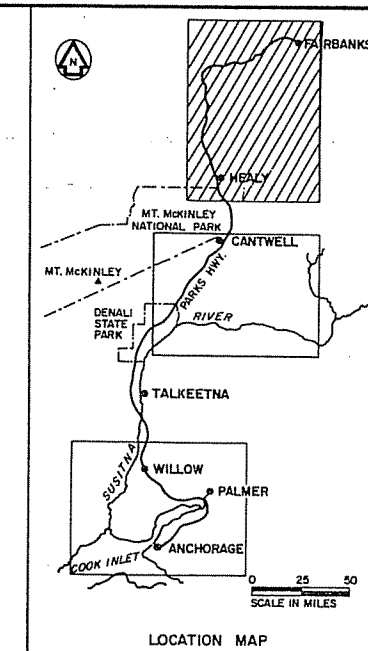 N
FAIRBANKS
HEALY
MT. McKINLEY
NATIONAL PARK
CANTWELL
MT. McKINLEY
PARKS HWY.
DENALI
STATE
PARK
RIVER
TALKEETNA
SUSITNA
WILLOW
PALMER
ANCHORAGE
COOK INLET
0 25 50
SCALE IN MILES
LOCATION MAP